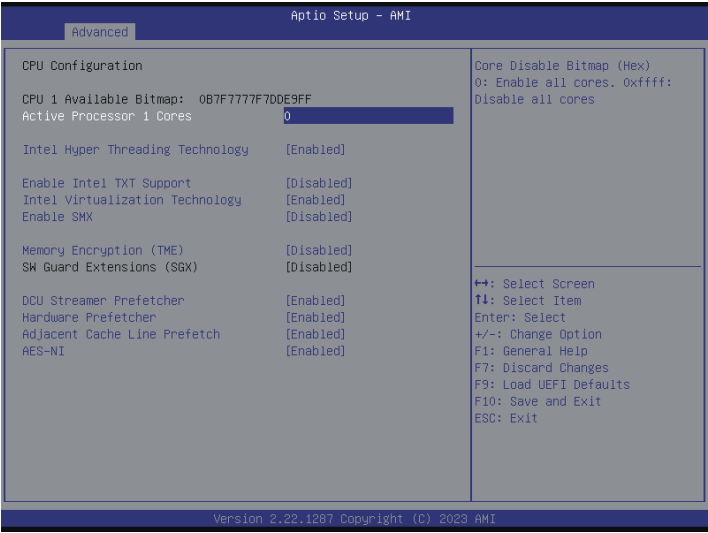 Aptio Setup - AMI
Advanced
CPU Configuration
CPU 1 Available Bitmap: 0B7F7777F7DDE9FF
Active Processor 1 Cores 0
Intel Hyper Threading Technology [Enabled]
Enable Intel TXT Support [Disabled]
Intel Virtualization Technology [Enabled]
Enable SMX [Disabled]
Memory Encryption (TME) [Disabled]
SW Guard Extensions (SGX) [Disabled]
DCU Streamer Prefetcher [Enabled]
Hardware Prefetcher [Enabled]
Adjacent Cache Line Prefetch [Enabled]
AES-NI [Enabled]
Core Disable Bitmap (Hex)
0: Enable all cores. 0xffff:
Disable all cores
↔: Select Screen
↑↓: Select Item
Enter: Select
+/-: Change Option
F1: General Help
F7: Discard Changes
F9: Load UEFI Defaults
F10: Save and Exit
ESC: Exit
Version 2.22.1287 Copyright (C) 2023 AMI